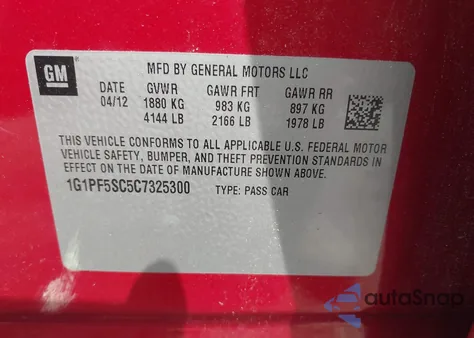 GM
MFD BY GENERAL MOTORS LLC
DATE GVWR GAWR FRT GAWR RR
04/12 1880 KG 983 KG 897 KG
4144 LB 2166 LB 1978 LB
THIS VEHICLE CONFORMS TO ALL APPLICABLE U.S. FEDERAL MOTOR
VEHICLE SAFETY, BUMPER, AND THEFT PREVENTION STANDARDS IN
EFFECT ON THE DATE OF MANUFACTURE SHOWN ABOVE.
1G1PF5SC5C7325300 TYPE: PASS CAR
autoSnap